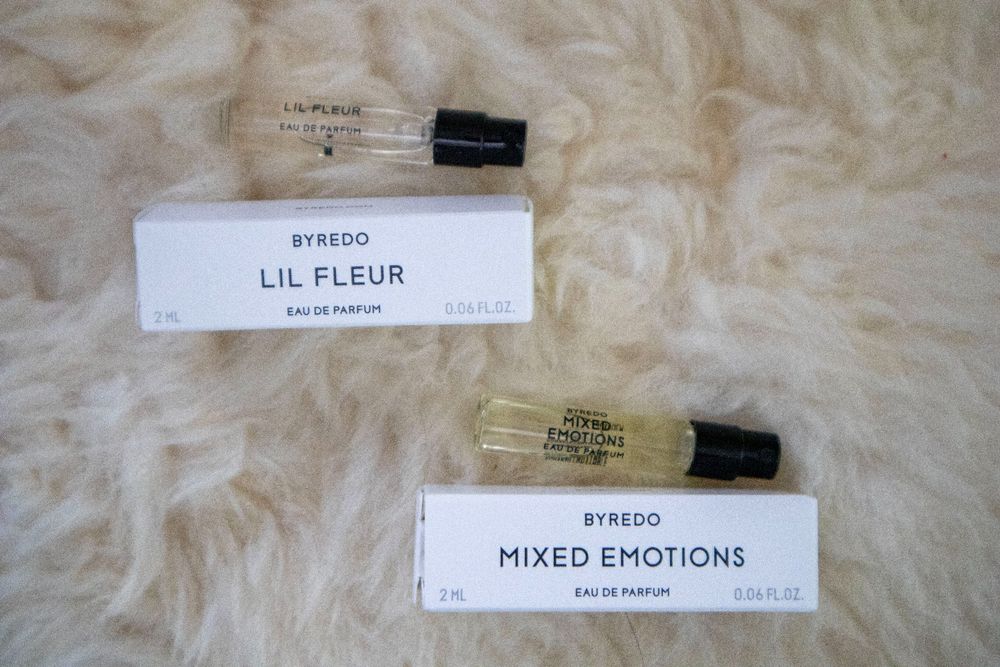 LIL FLEUR
EAU DE PARFUM
BYREDO
LIL FLEUR
EAU DE PARFUM
2 ML
0.06 FL.OZ.
BYREDO
MIXED
EMOTIONS
EAU DE PARFUM
BYREDO
MIXED EMOTIONS
EAU DE PARFUM
2 ML
0.06 FL.OZ.